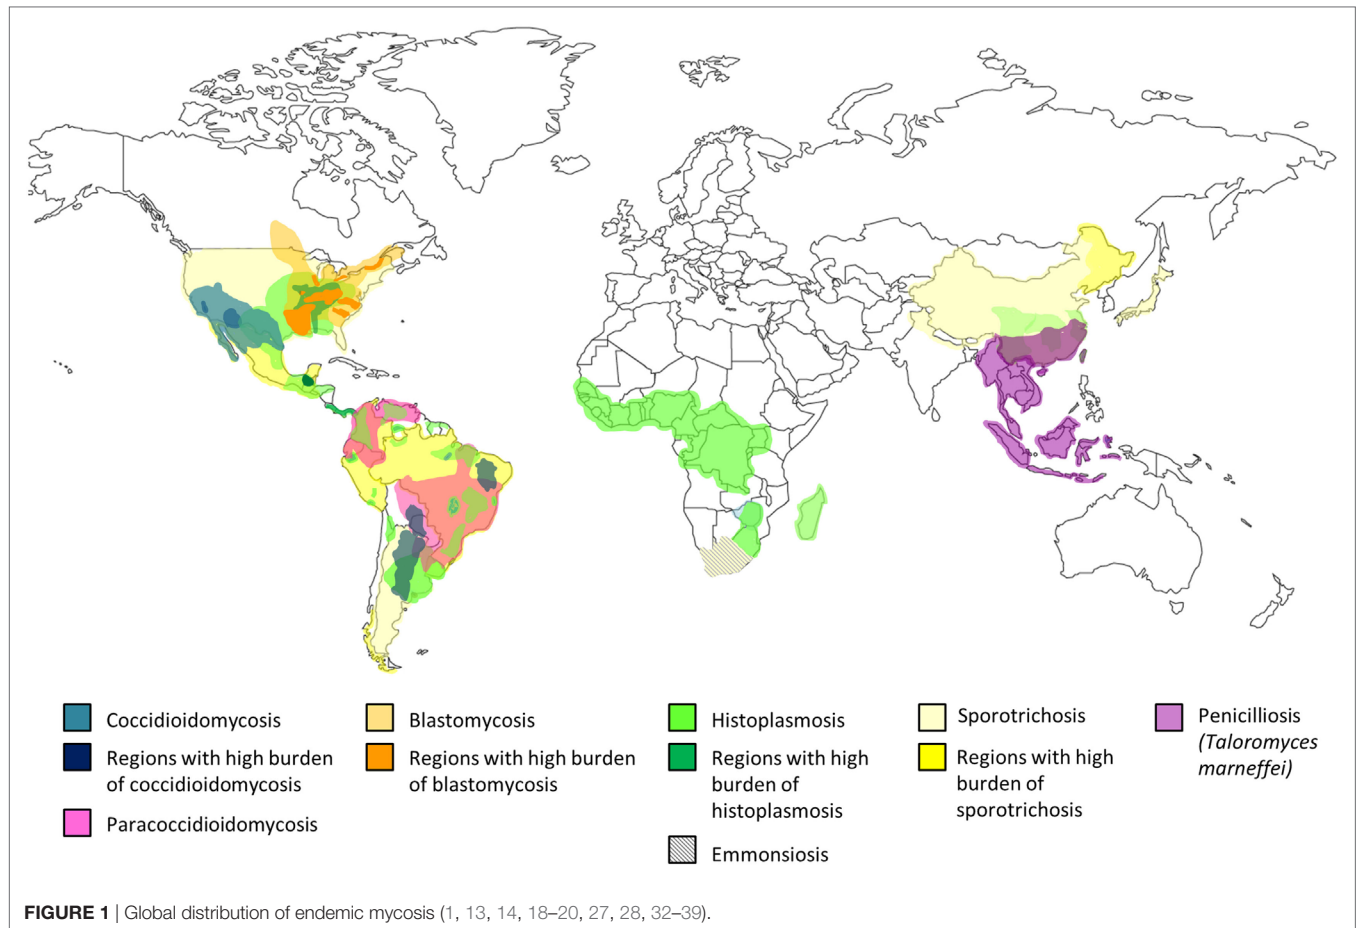 Coccidioidomycosis
Regions with high burden
of coccidioidomycosis
Paracoccidioidomycosis
Blastomycosis
Regions with high burden
of blastomycosis
Histoplasmosis
Regions with high
burden of
histoplasmosis
Emmonsiosis
Sporotrichosis
Regions with high
burden of
sporotrichosis
Penicilliosis
(Taloromyces
marneffei)
FIGURE 1 | Global distribution of endemic mycosis (1, 13, 14, 18–20, 27, 28, 32–39).